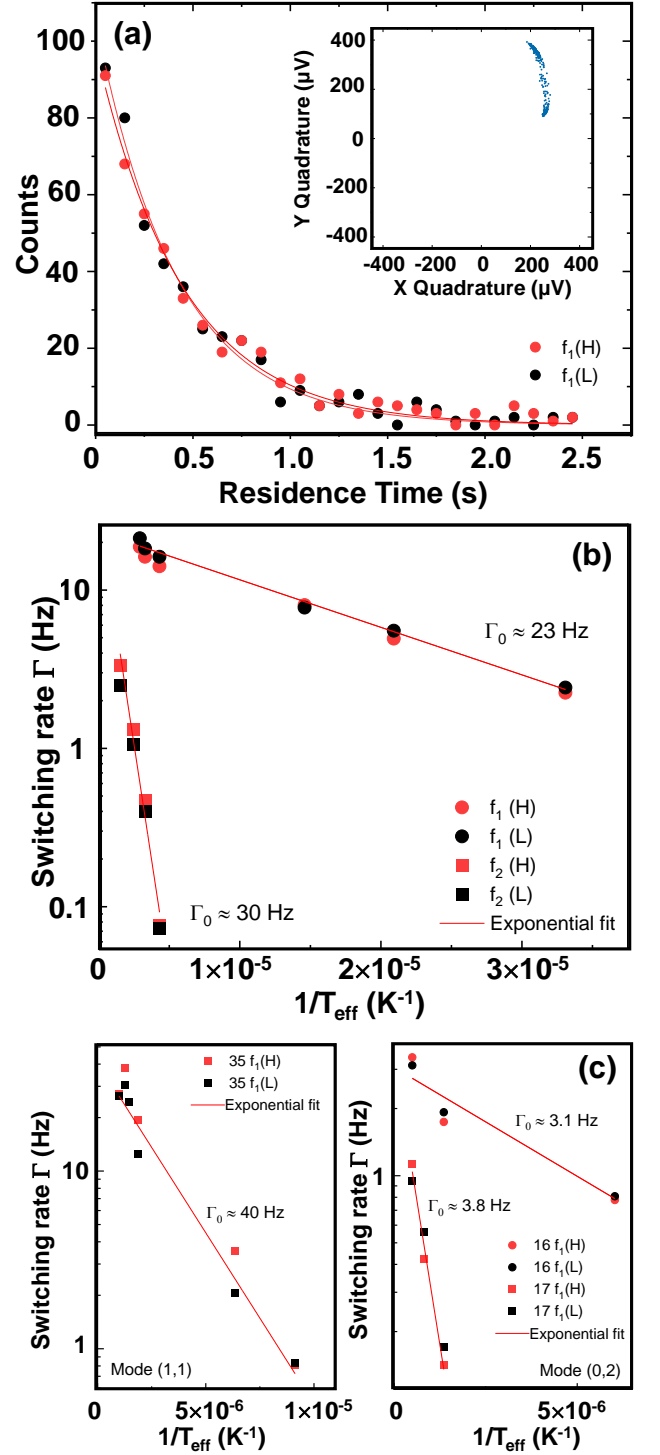 (a)
100
80
60
40
20
0
Counts
0
0.5
1.0
1.5
2.0
2.5
Residence Time (s)
400
200
0
-200
-400
Y Quadrature (µV)
-400
-200
0
200
400
X Quadrature (µV)
f₁(H)
f₁(L)
(b)
10
1
0.1
Switching rate Γ (Hz)
Γ₀ ≈ 23 Hz
f₁ (H)
f₁ (L)
f₂ (H)
f₂ (L)
Exponential fit
Γ₀ ≈ 30 Hz
0
1×10⁻⁵
2×10⁻⁵
3×10⁻⁵
1/T_eff (K⁻¹)
35 f₁(H)
35 f₁(L)
Exponential fit
10
1
Switching rate Γ (Hz)
Γ₀ ≈ 40 Hz
Mode (1,1)
0
5×10⁻⁶
1×10⁻⁵
1/T_eff (K⁻¹)
(c)
Γ₀ ≈ 3.1 Hz
1
Switching rate Γ (Hz)
Γ₀ ≈ 3.8 Hz
16 f₁(H)
16 f₁(L)
17 f₁(H)
17 f₁(L)
Exponential fit
Mode (0,2)
0
5×10⁻⁶
1/T_eff (K⁻¹)